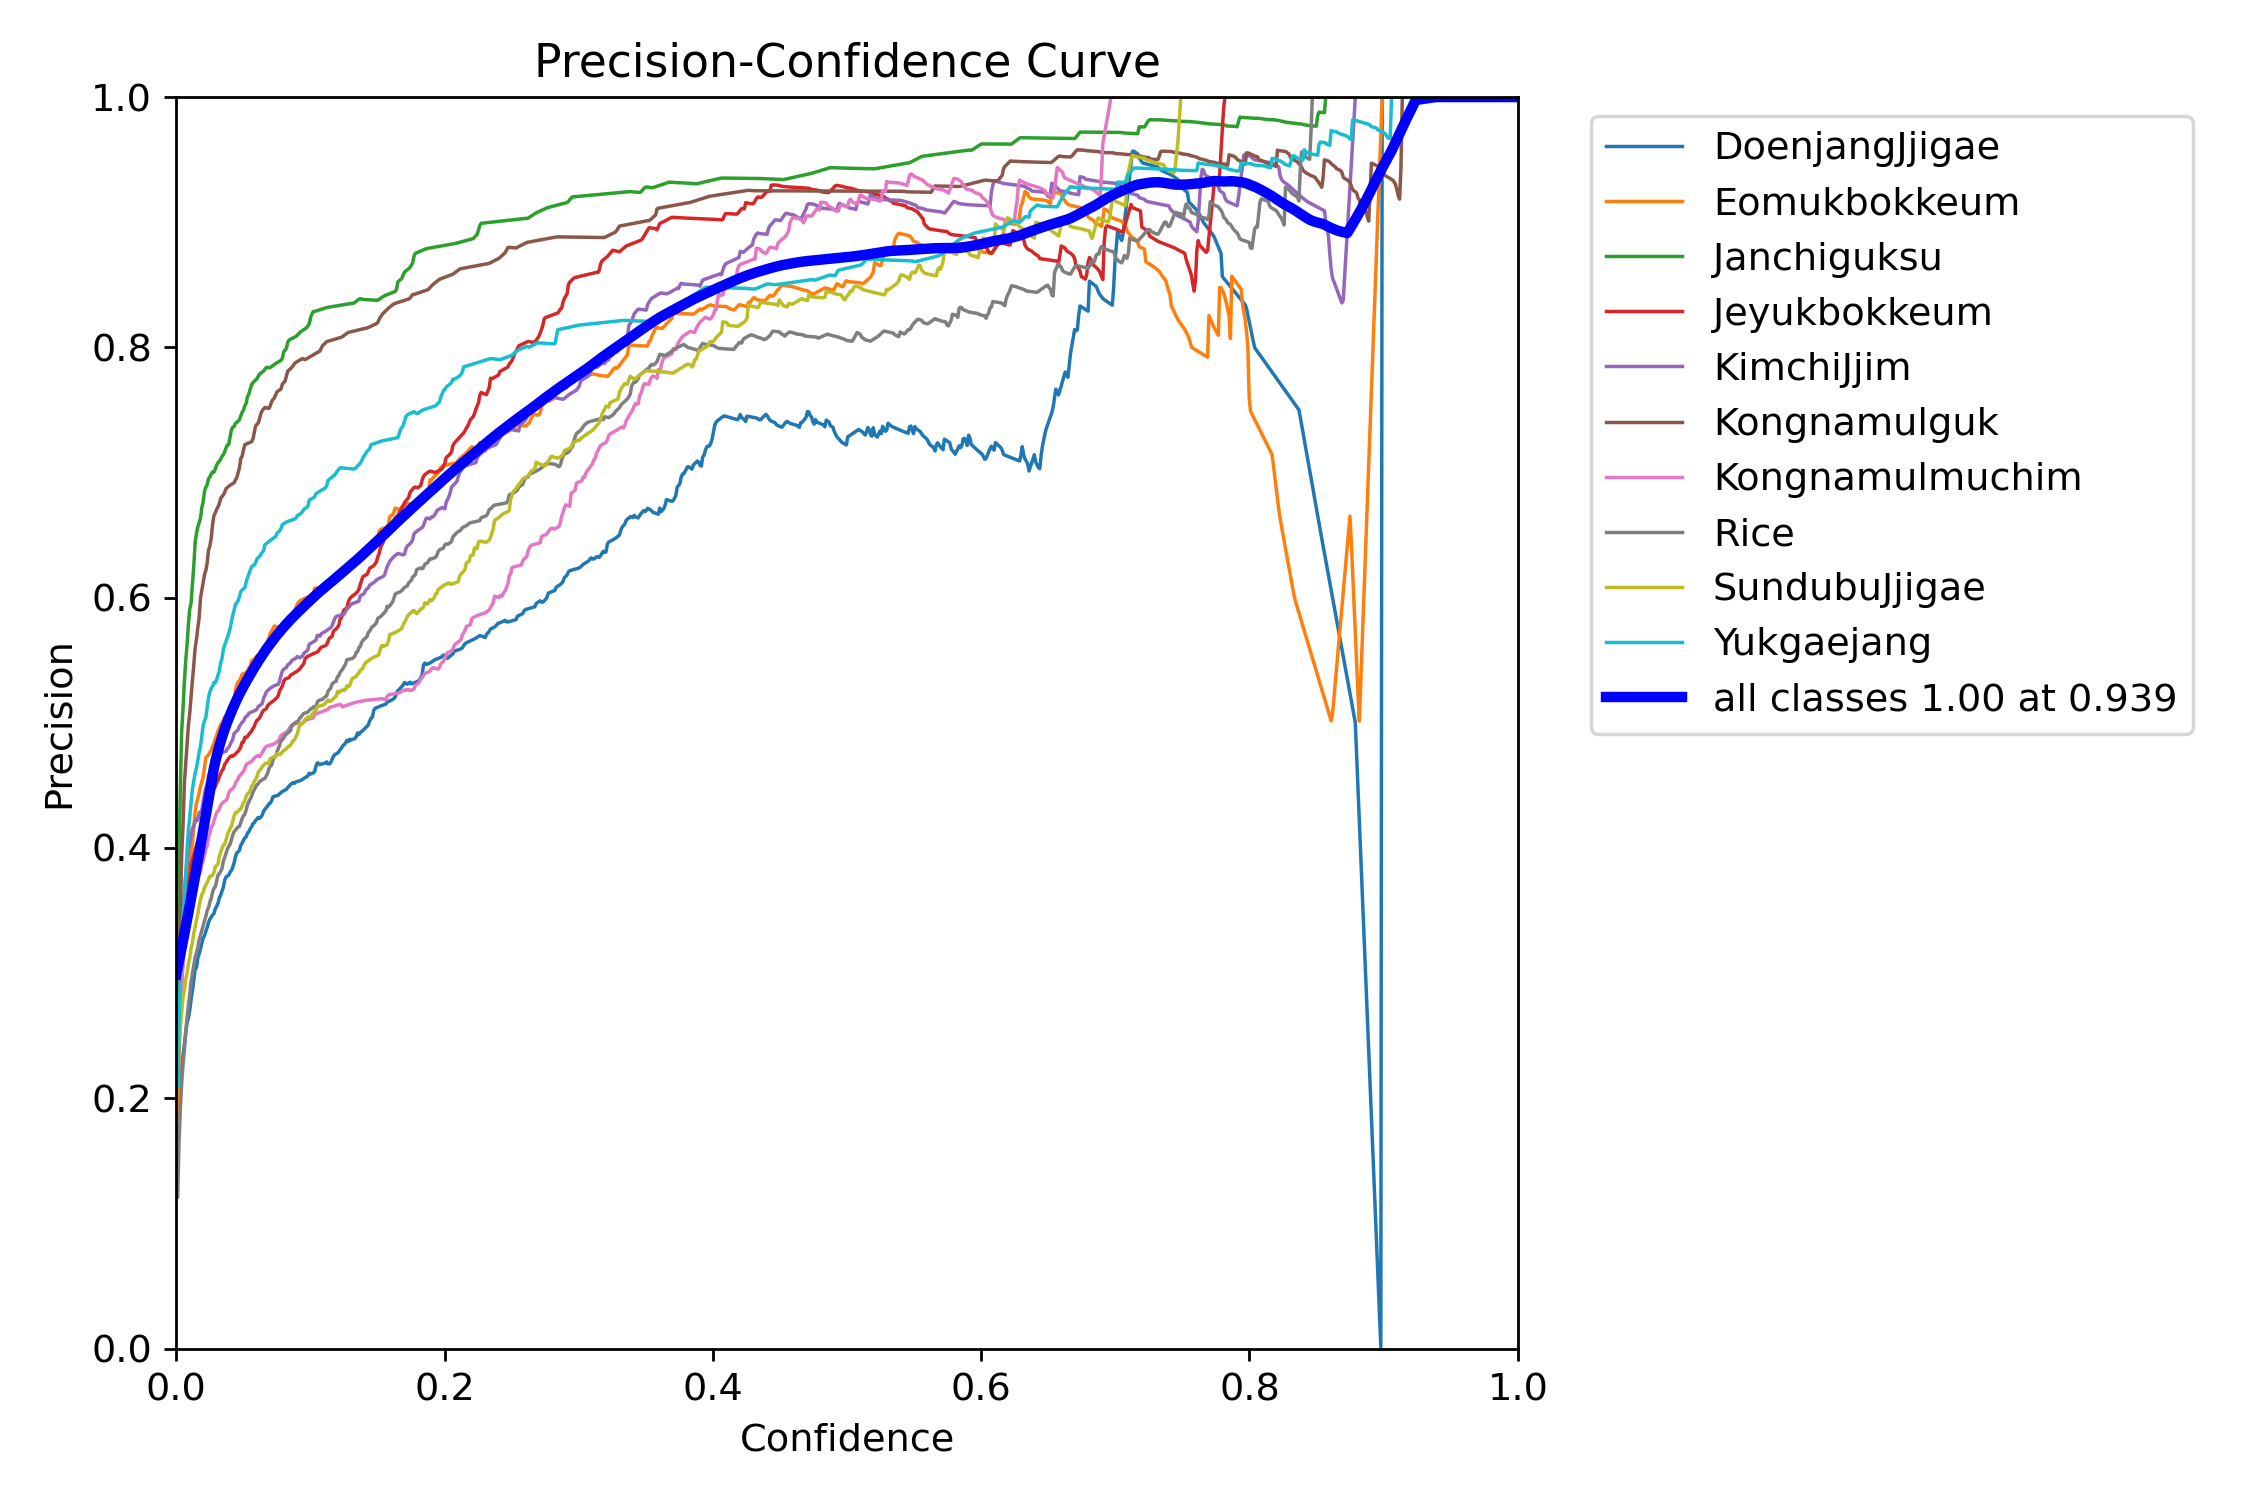 Precision-Confidence Curve
1.0
0.8
0.6
0.4
0.2
0.0
Precision
0.0 0.2 0.4 0.6 0.8 1.0
Confidence
DoenjangJjigae
Eomukbokkeum
Janchiguksu
Jeyukbokkeum
KimchiJjim
Kongnamulguk
Kongnamulmuchim
Rice
SundubuJjigae
Yukgaejang
all classes 1.00 at 0.939